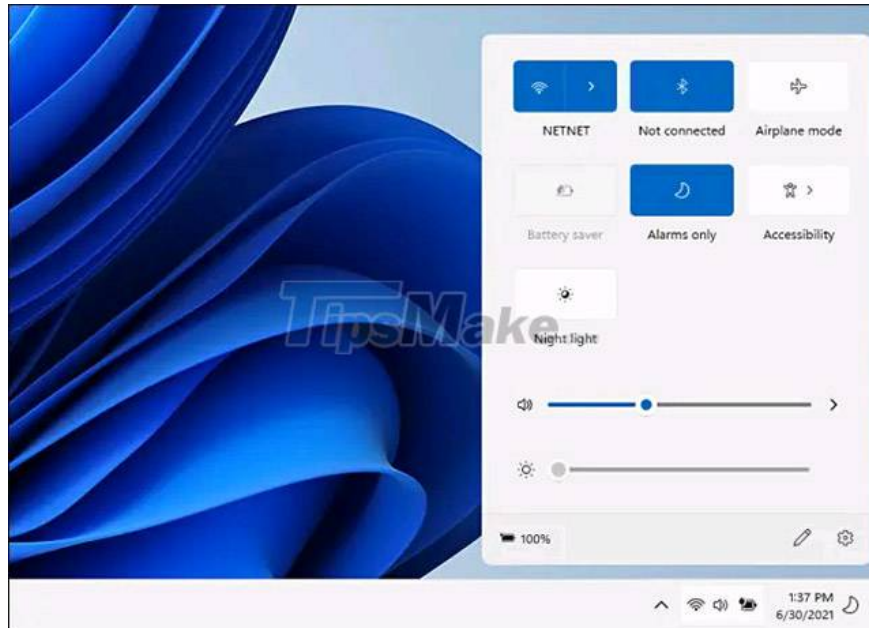 NETNET
Not connected
Airplane mode
Battery saver
Alarms only
Accessibility
TipsMake
Night light
100%
1:37 PM
6/30/2021